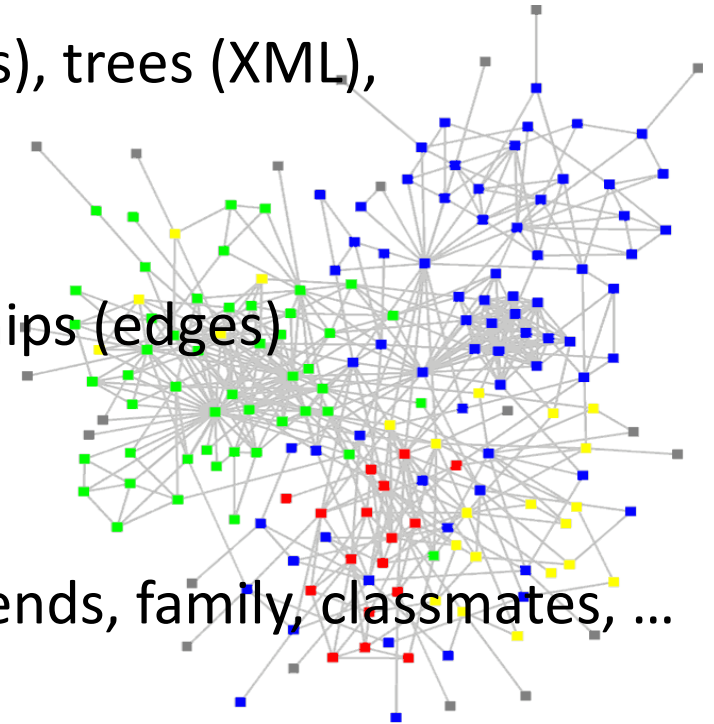 s), trees (XML),
ips (edges)
ends, family, classmates, ...